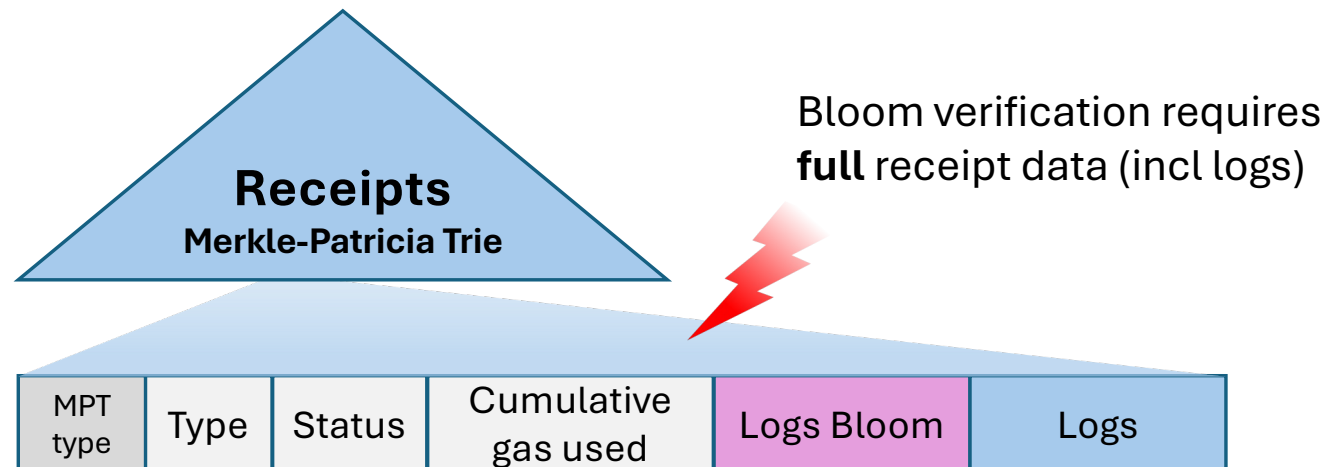 Receipts
Merkle-Patricia Trie
Bloom verification requires
full receipt data (incl logs)
MPT
type
Type
Status
Cumulative
gas used
Logs Bloom
Logs